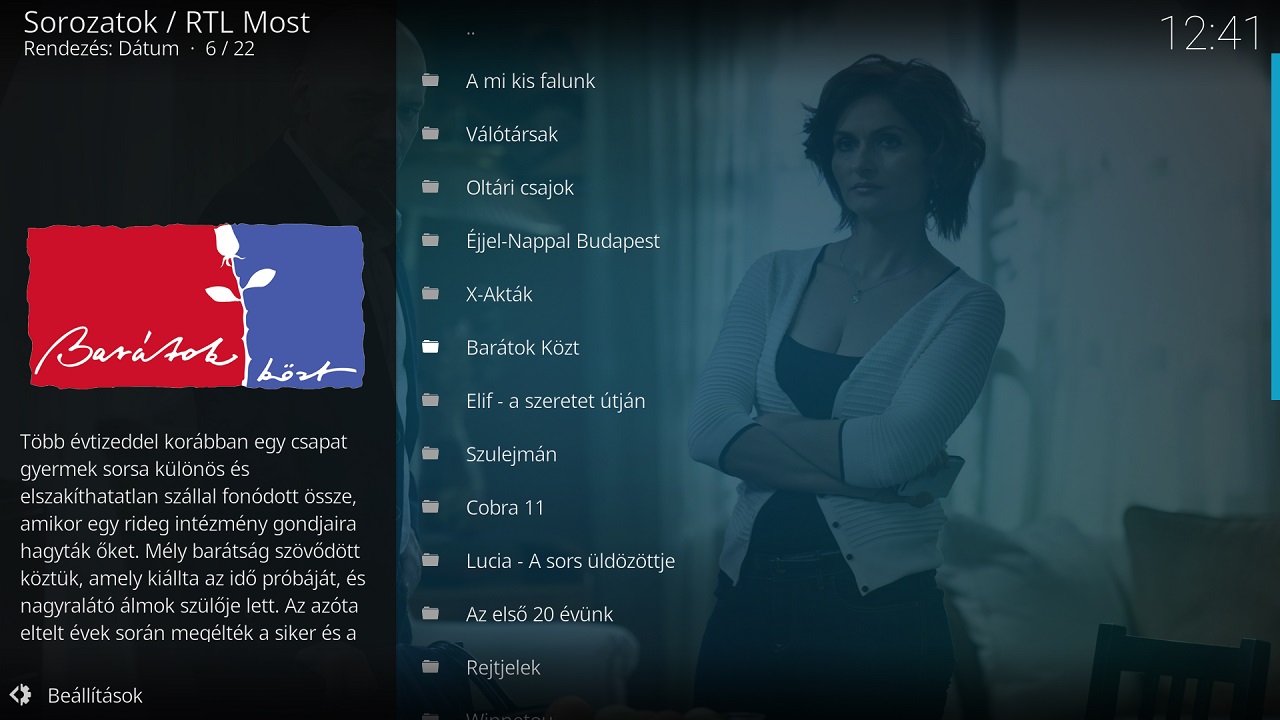 Sorozatok / RTL Most
Rendezés: Dátum · 6 / 22
12:41
..
A mi kis falunk
Válótársak
Oltári csajok
Éjjel-Nappal Budapest
X-Akták
Barátok Közt
Elif - a szeretet útján
Szulejmán
Cobra 11
Lucia - A sors üldözöttje
Az első 20 évünk
Rejtjelek
Winnetou
Barátok
közt
Több évtizeddel korábban egy csapat
gyermek sorsa különös és
elszakíthatatlan szállal fonódott össze,
amikor egy rideg intézmény gondjaira
hagyták őket. Mély barátság szövődött
köztük, amely kiállta az idő próbáját, és
nagyralátó álmok szülője lett. Az azóta
eltelt évek során megélték a siker és a
Beállítások